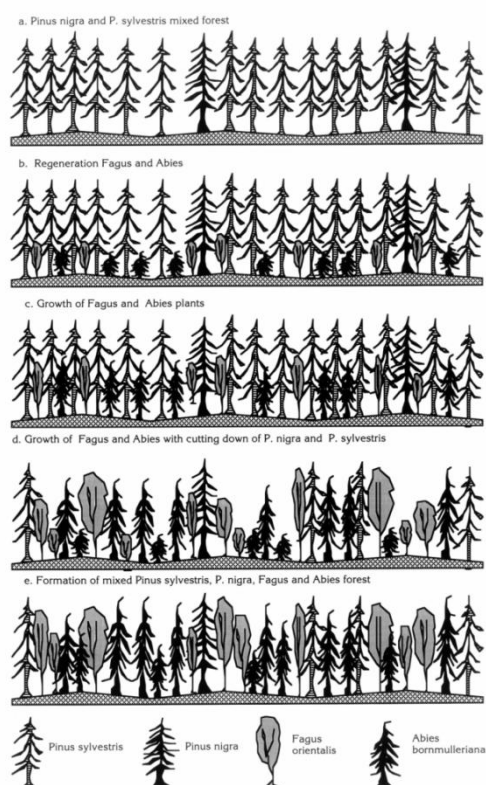 a. Pinus nigra and P. sylvestris mixed forest
b. Regeneration Fagus and Abies
c. Growth of Fagus and Abies plants
d. Growth of Fagus and Abies with cutting down of P. nigra and P. sylvestris
e. Formation of mixed Pinus sylvestris, P. nigra, Fagus and Abies forest
Pinus sylvestris
Pinus nigra
Fagus
orientalis
Abies
bornmulleriana